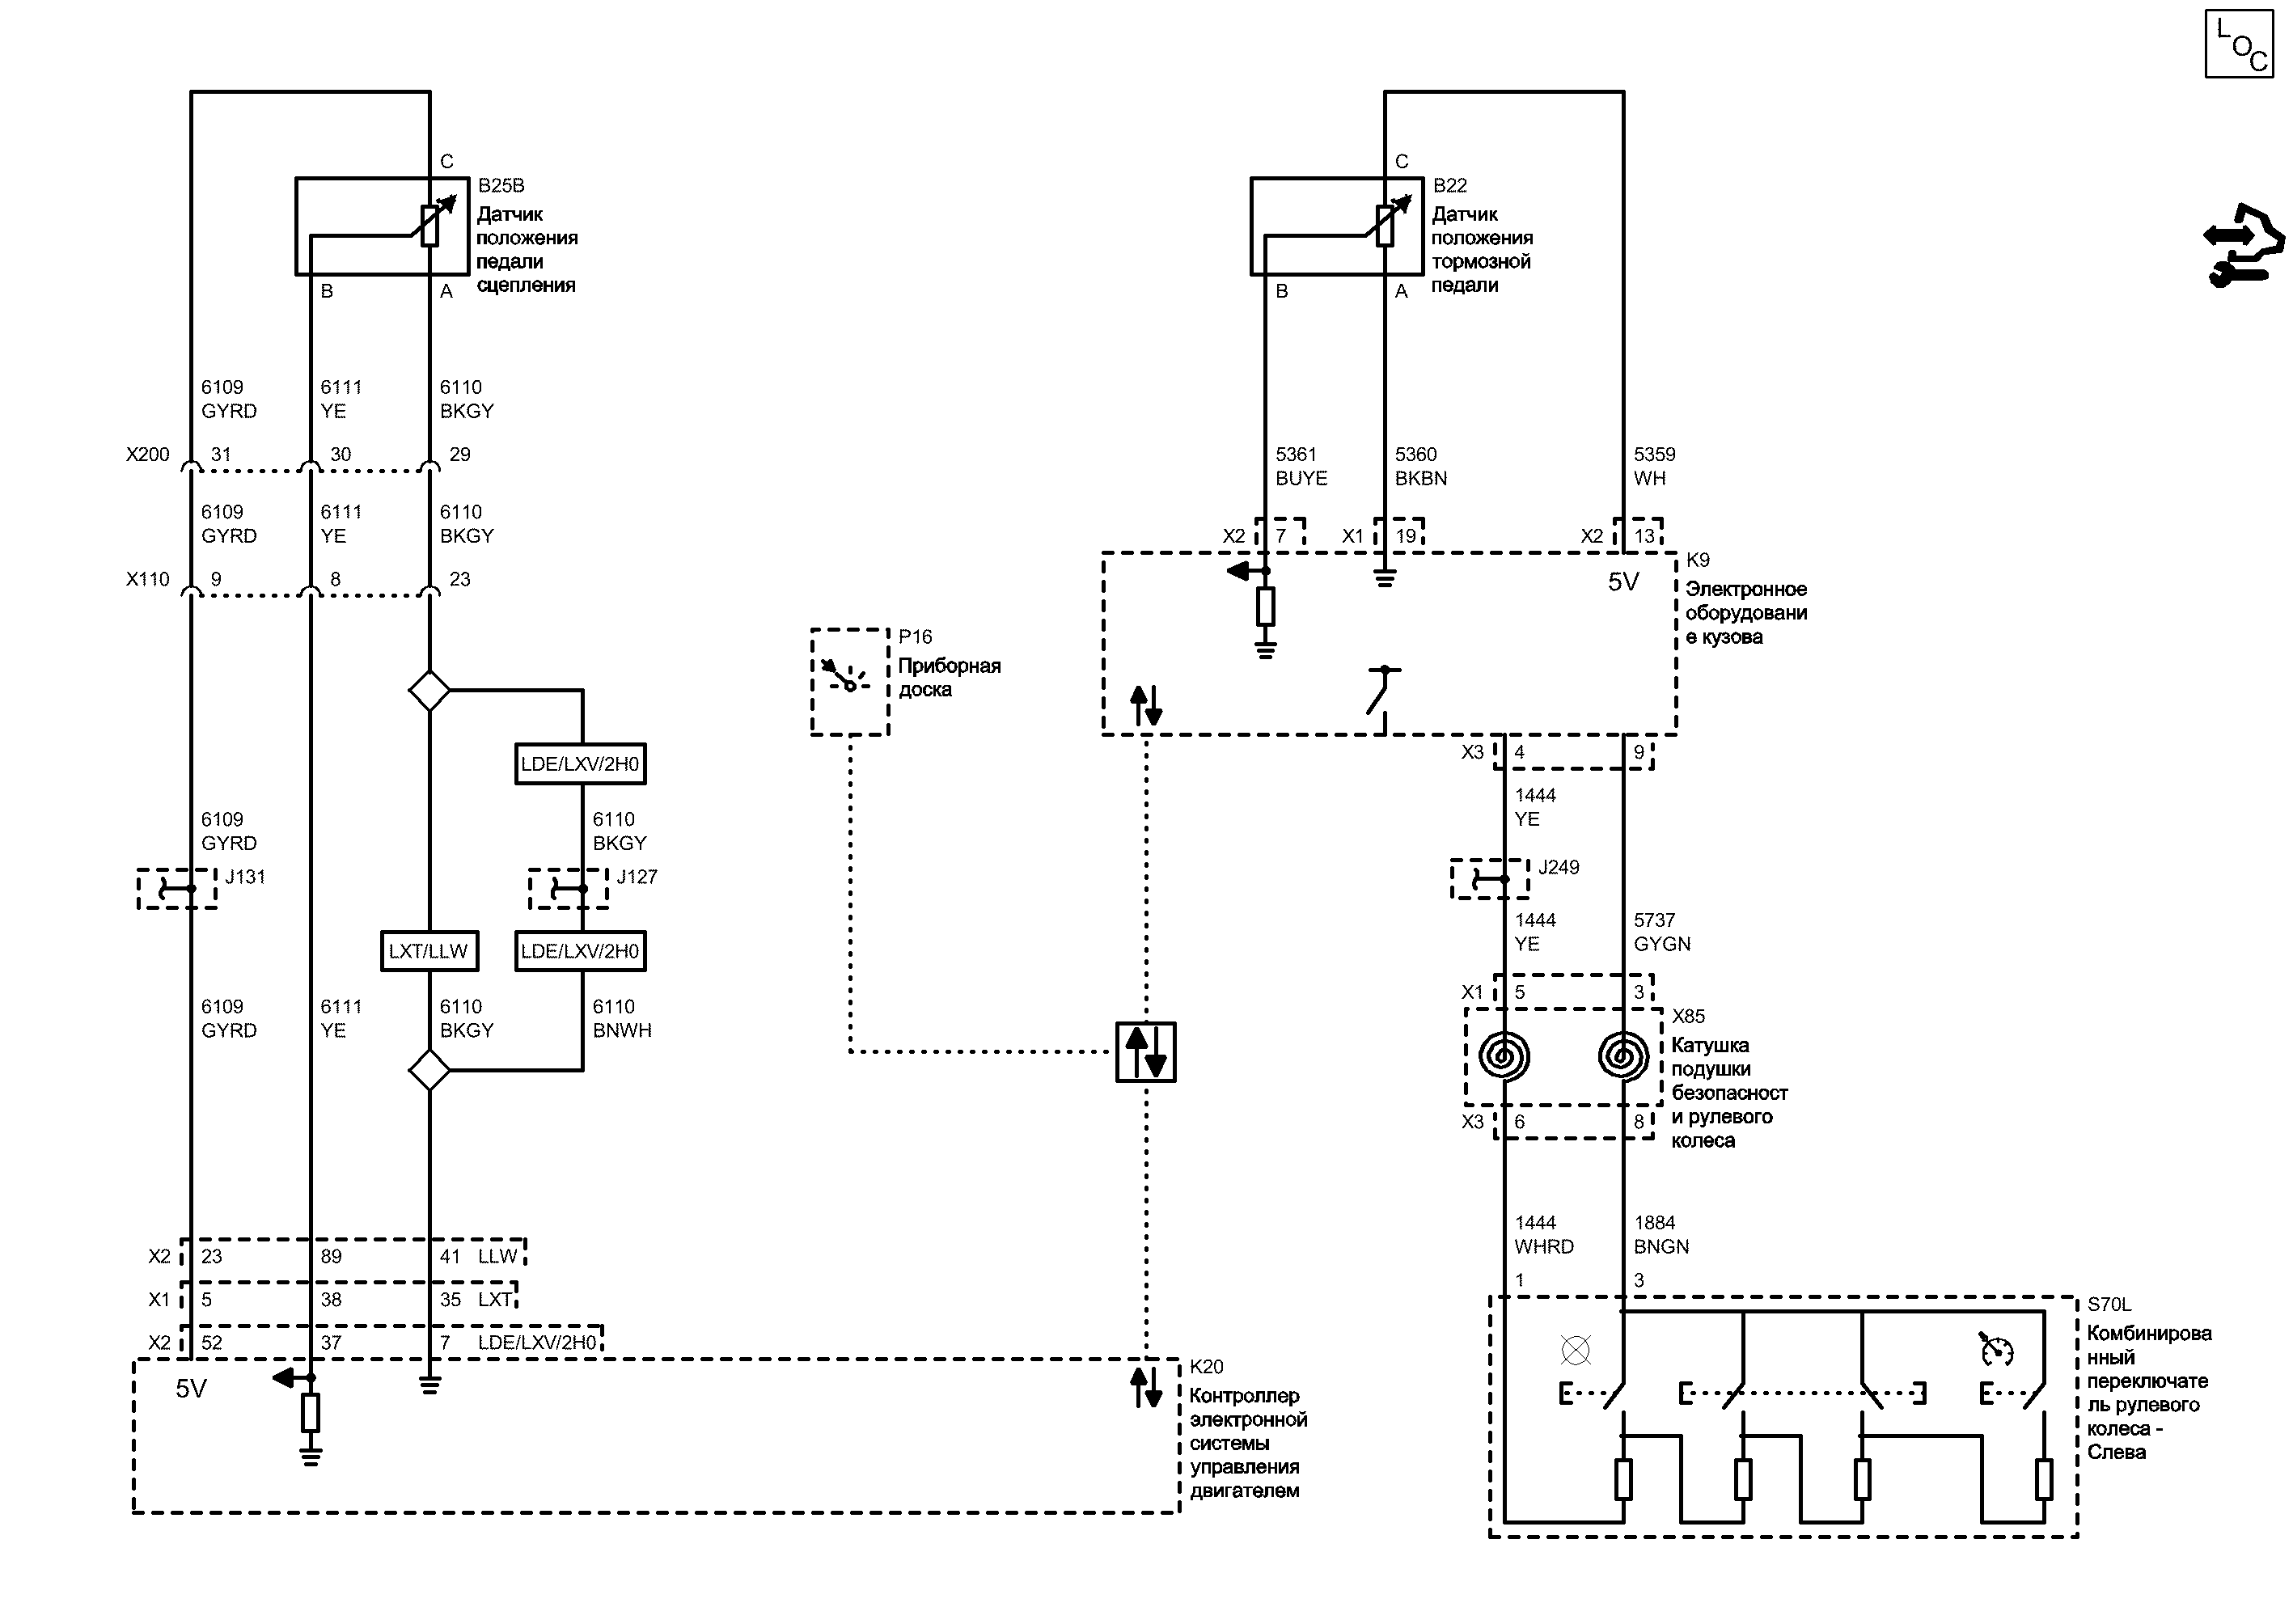 LOC
C
B25B
Датчик
положения
педали
сцепления
B
A
6109
GYRD
6111
YE
6110
BKGY
X200
31
30
29
6109
GYRD
6111
YE
6110
BKGY
X110
9
8
23
LDE/LXV/2H0
6109
GYRD
6110
BKGY
J131
J127
LXT/LLW
LDE/LXV/2H0
6109
GYRD
6111
YE
6110
BKGY
6110
BNWH
X2
23
89
41
LLW
X1
5
38
35
LXT
X2
52
37
7
LDE/LXV/2H0
5V
K20
Контроллер
электронной
системы
управления
двигателем
P16
Приборная
доска
C
B22
Датчик
положения
тормозной
педали
B
A
5361
BUYE
5360
BKBN
5359
WH
X2
7
X1
19
X2
13
5V
K9
Электронное
оборудовани
е кузова
X3
4
9
1444
YE
J249
1444
YE
5737
GYGN
X1
5
3
X85
Катушка
подушки
безопасност
и рулевого
колеса
X3
6
8
1444
WHRD
1884
BNGN
1
3
S70L
Комбинирова
нный
переключате
ль рулевого
колеса -
Слева